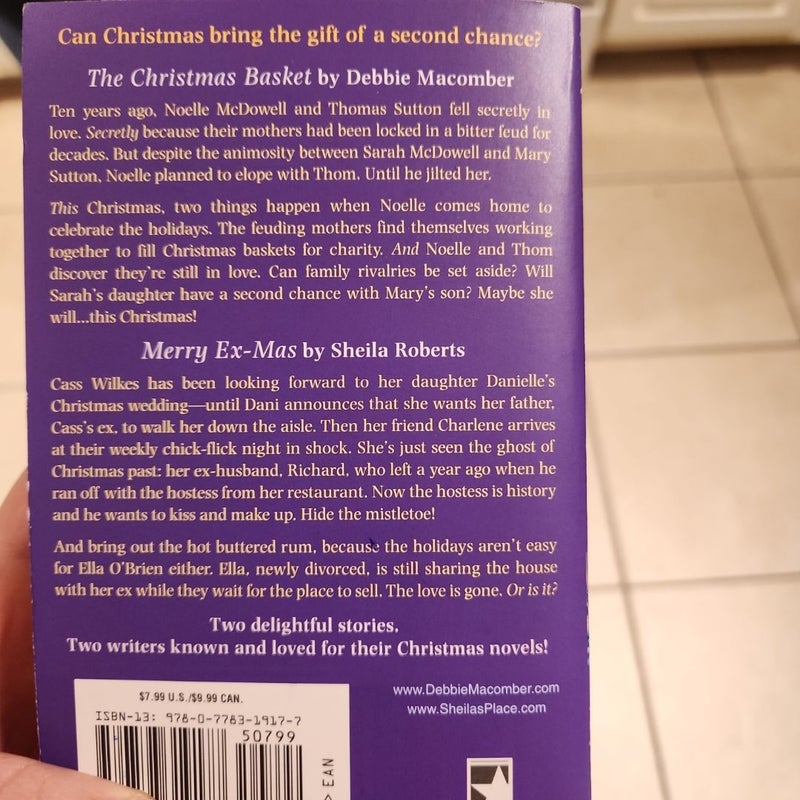 Can Christmas bring the gift of a second chance?
The Christmas Basket by Debbie Macomber
Ten years ago, Noelle McDowell and Thomas Sutton fell secretly in
love. Secretly because their mothers had been locked in a bitter feud for
decades. But despite the animosity between Sarah McDowell and Mary
Sutton, Noelle planned to elope with Thom. Until he jilted her.
This Christmas, two things happen when Noelle comes home to
celebrate the holidays. The feuding mothers find themselves working
together to fill Christmas baskets for charity. And Noelle and Thom
discover they're still in love. Can family rivalries be set aside? Will
Sarah's daughter have a second chance with Mary's son? Maybe she
will...this Christmas!
Merry Ex-Mas by Sheila Roberts
Cass Wilkes has been looking forward to her daughter Danielle's
Christmas wedding—until Dani announces that she wants her father,
Cass's ex, to walk her down the aisle. Then her friend Charlene arrives
at their weekly chick-flick night in shock. She's just seen the ghost of
Christmas past: her ex-husband, Richard, who left a year ago when he
ran off with the hostess from her restaurant. Now the hostess is history
and he wants to kiss and make up. Hide the mistletoe!
And bring out the hot buttered rum, because the holidays aren't easy
for Ella O'Brien either. Ella, newly divorced, is still sharing the house
with her ex while they wait for the place to sell. The love is gone. Or is it?
Two delightful stories.
Two writers known and loved for their Christmas novels!
$7.99 U.S./$9.99 CAN.
ISBN-13: 978-0-7783-1917-7
50799
EAN
www.DebbieMacomber.com
www.SheilasPlace.com